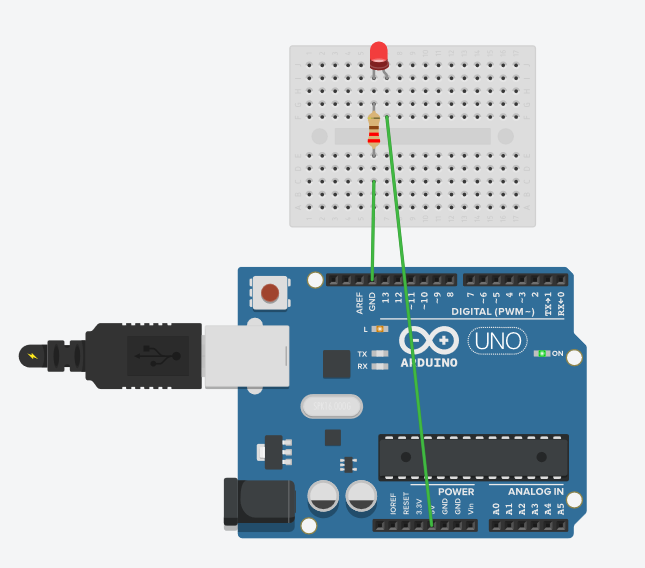 AREF
GND
13
12
~11
~10
~9
8
7
~6
~5
4
~3
2
TX→1
RX←0
DIGITAL (PWM~)
L
TX
RX
UNO
ON
ARDUINO
IOREF
RESET
3.3V
5V
GND
GND
Vin
POWER
ANALOG IN
A0
A1
A2
A3
A4
A5